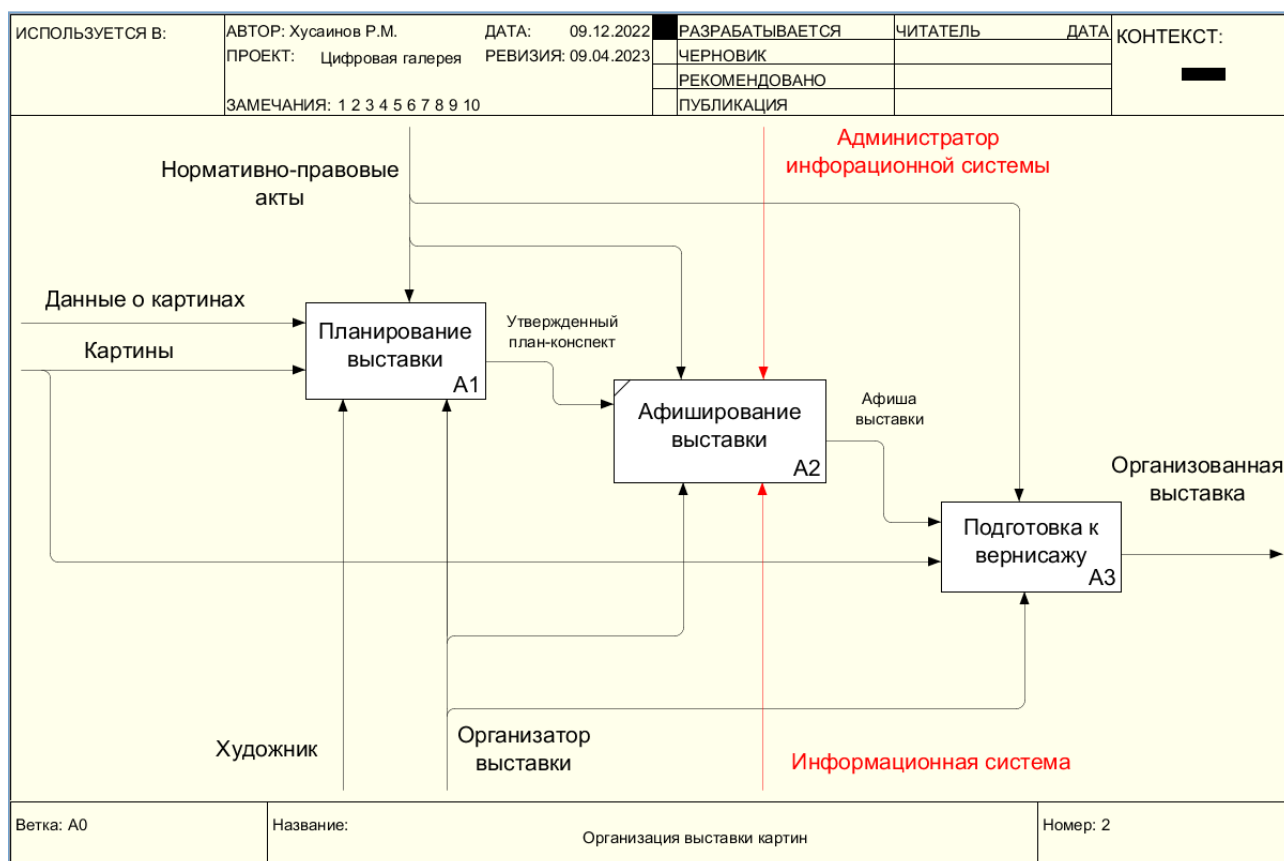 ИСПОЛЬЗУЕТСЯ В:
АВТОР: Хусаинов Р.М.
ДАТА: 09.12.2022
ПРОЕКТ: Цифровая галерея
РЕВИЗИЯ: 09.04.2023
ЗАМЕЧАНИЯ: 1 2 3 4 5 6 7 8 9 10
РАЗРАБАТЫВАЕТСЯ
ЧЕРНОВИК
РЕКОМЕНДОВАНО
ПУБЛИКАЦИЯ
ЧИТАТЕЛЬ
ДАТА
КОНТЕКСТ:
Администратор
инфорационной системы
Нормативно-правовые
акты
Данные о картинах
Картины
Планирование
выставки
A1
Утвержденный
план-конспект
Афиширование
выставки
A2
Афиша
выставки
Подготовка к
вернисажу
A3
Организованная
выставка
Художник
Организатор
выставки
Информационная система
Ветка: A0
Название:
Организация выставки картин
Номер: 2